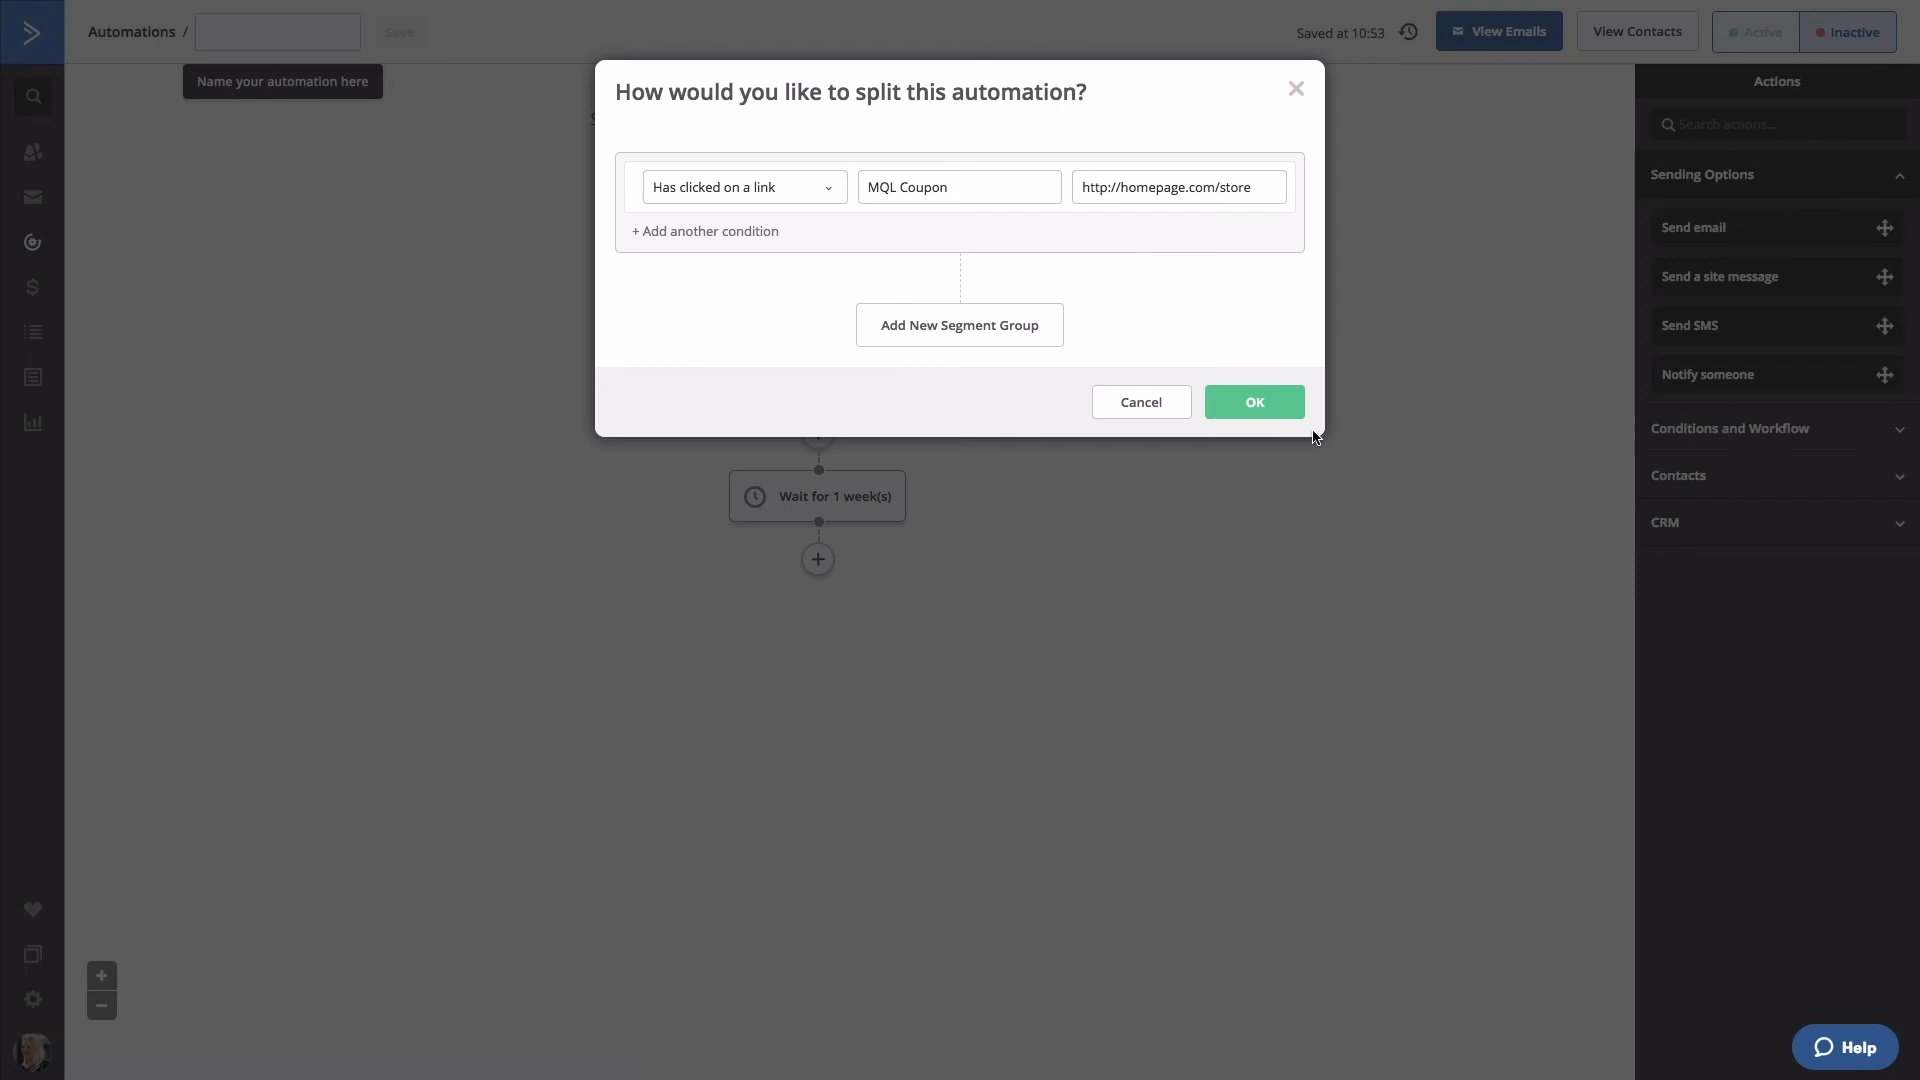 Automations /
Save
Saved at 10:53
View Emails
View Contacts
Active
Inactive
Name your automation here
How would you like to split this automation?
Has clicked on a link
MQL Coupon
http://homepage.com/store
+ Add another condition
Add New Segment Group
Cancel
OK
Wait for 1 week(s)
Actions
Search actions...
Sending Options
Send email
Send a site message
Send SMS
Notify someone
Conditions and Workflow
Contacts
CRM
Help